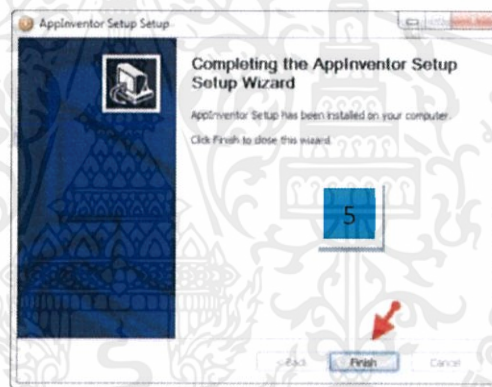 AppInventor Setup Setup
Completing the AppInventor Setup
Setup Wizard
AppInventor Setup has been installed on your computer.
Click Finish to close this wizard.
5
< Back
Finish
Cancel